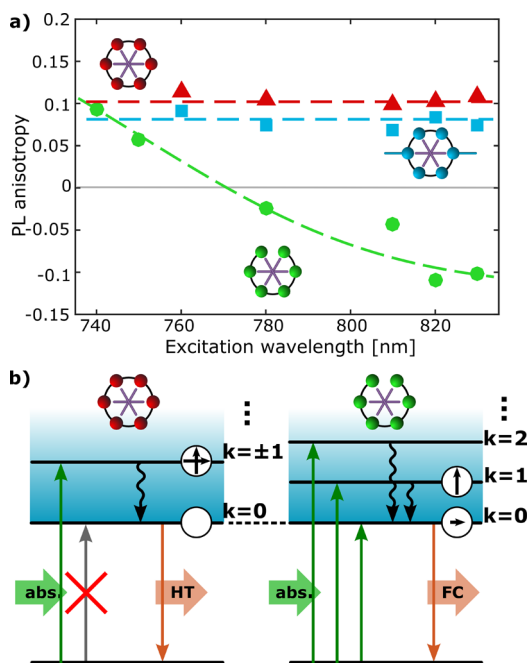 a)
0.2
0.15
0.1
0.05
0
-0.05
-0.1
-0.15
PL anisotropy
740 760 780 800 820
Excitation wavelength [nm]
b)
k=±1
k=0
abs.
HT
k=2
k=1
k=0
abs.
FC